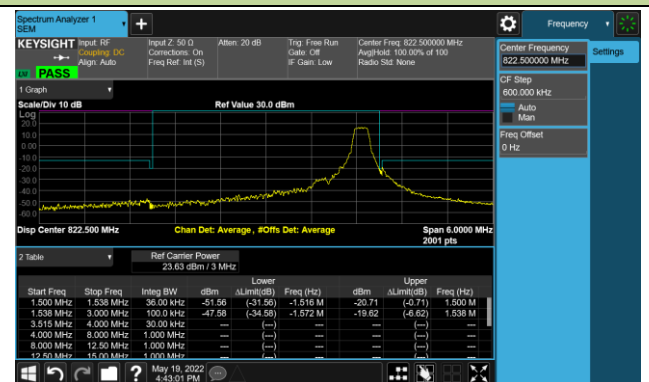 Spectrum Analyzer 1
SEM
Frequency
KEYSIGHT
Input: RF
Coupling: DC
Align: Auto
Input Z: 50 Ω
Corrections: On
Freq Ref: Int (S)
Atten: 20 dB
Trig: Free Run
Gate: Off
IF Gain: Low
Center Freq: 822.500000 MHz
Avg|Hold: 100.00% of 100
Radio Std: None
PASS
Center Frequency
822.500000 MHz
Settings
CF Step
600.000 kHz
Auto
Man
Freq Offset
0 Hz
1 Graph
Scale/Div 10 dB
Ref Value 30.0 dBm
Log
20.0
10.0
0.00
-10.0
-20.0
-30.0
-40.0
-50.0
-60.0
Disp Center 822.500 MHz
Chan Det: Average , #Offs Det: Average
Span 6.0000 MHz
2001 pts
2 Table
Ref Carrier Power
23.63 dBm / 3 MHz
Lower Upper
Start Freq Stop Freq Integ BW dBm ΔLimit(dB) Freq (Hz) dBm ΔLimit(dB) Freq (Hz)
1.500 MHz 1.538 MHz 36.00 kHz -51.56 (-31.56) -1.516 M -20.71 (-0.71) 1.500 M
1.538 MHz 3.000 MHz 100.0 kHz -47.58 (-34.58) -1.572 M -19.62 (-6.62) 1.538 M
3.515 MHz 4.000 MHz 30.00 kHz --- (---) --- --- (---) ---
4.000 MHz 8.000 MHz 1.000 MHz --- (---) --- --- (---) ---
8.000 MHz 12.50 MHz 1.000 MHz --- (---) --- --- (---) ---
12.50 MHz 15.00 MHz 1.000 MHz --- (---) --- --- (---) ---
May 19, 2022
4:43:01 PM